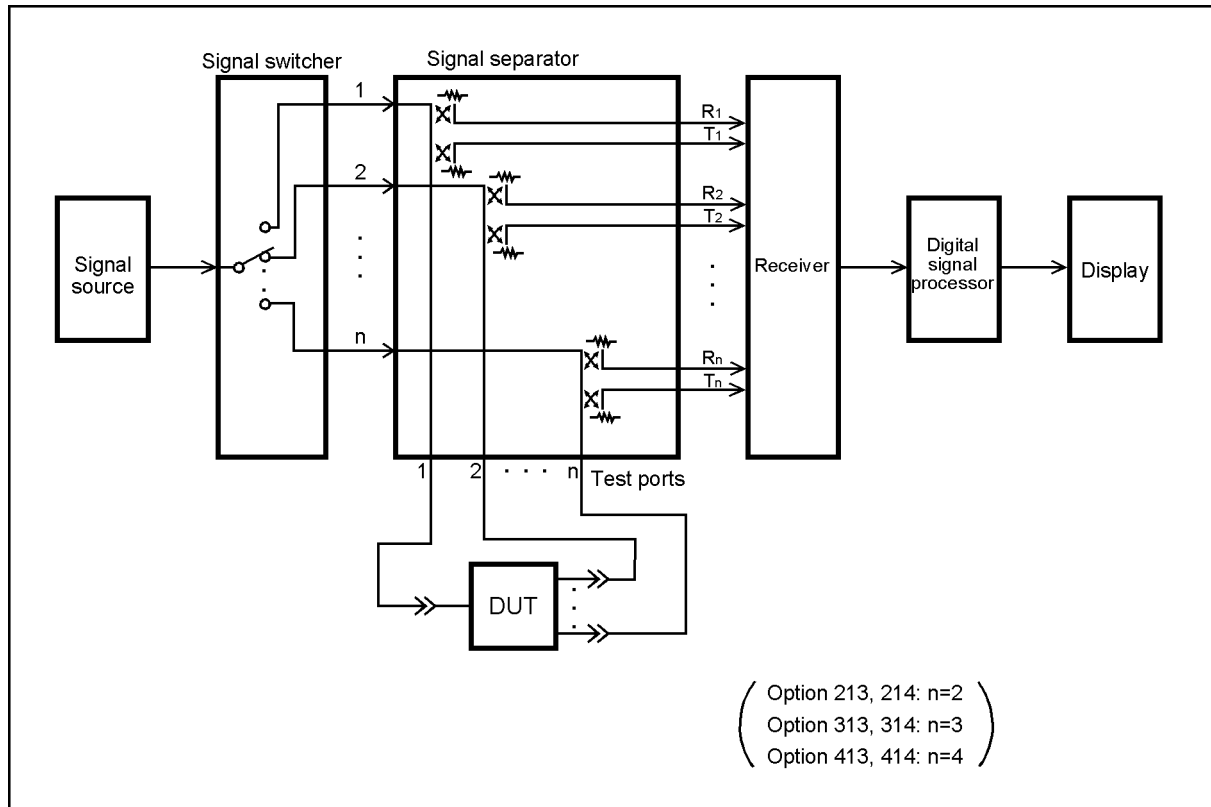 Signal switcher
Signal separator
1
R1
T1
2
R2
T2
Signal
source
Receiver
Digital
signal
processor
Display
n
Rn
Tn
1 2 n Test ports
DUT
Option 213, 214: n=2
Option 313, 314: n=3
Option 413, 414: n=4